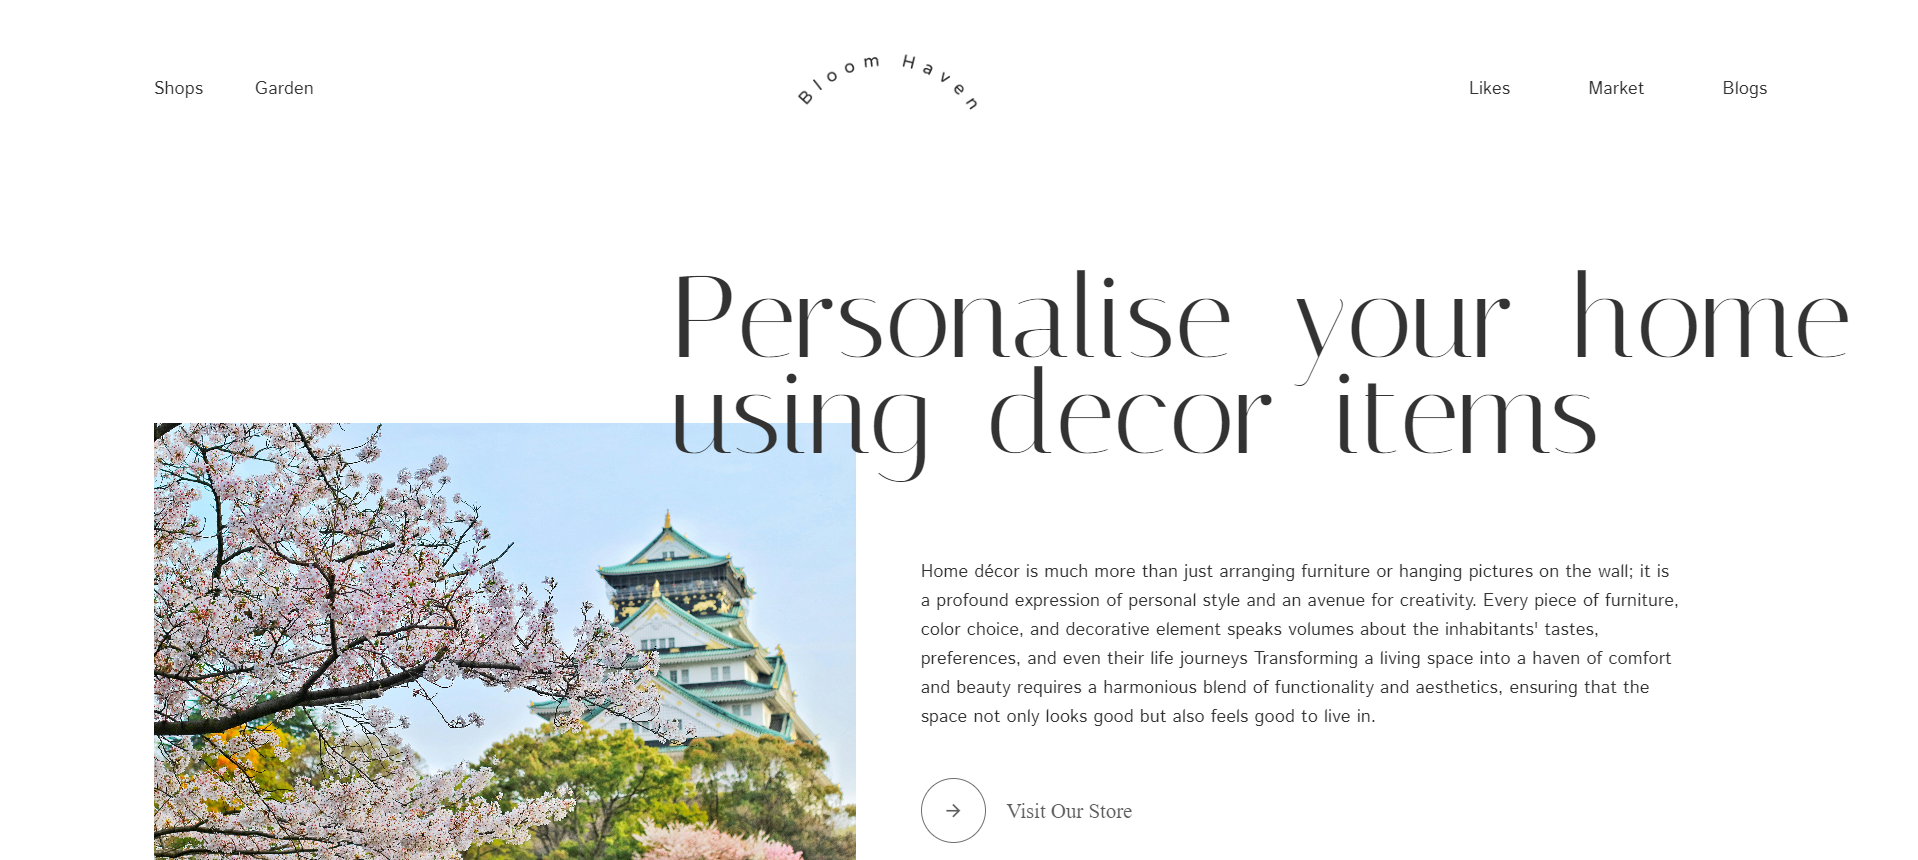 Shops Garden Bloom Haven Likes Market Blogs
Personalise your home
using decor items
Home décor is much more than just arranging furniture or hanging pictures on the wall; it is
a profound expression of personal style and an avenue for creativity. Every piece of furniture,
color choice, and decorative element speaks volumes about the inhabitants' tastes,
preferences, and even their life journeys Transforming a living space into a haven of comfort
and beauty requires a harmonious blend of functionality and aesthetics, ensuring that the
space not only looks good but also feels good to live in.
Visit Our Store